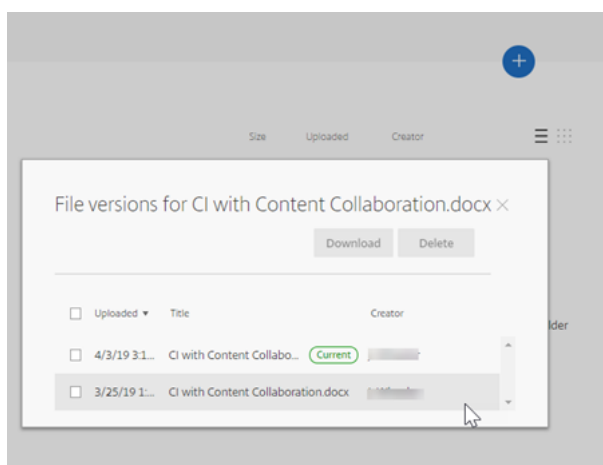 Size Uploaded Creator
File versions for CI with Content Collaboration.docx
Download Delete
Uploaded Title Creator
lder
4/3/19 3:1... CI with Content Collabo... Current
3/25/19 1:... CI with Content Collaboration.docx